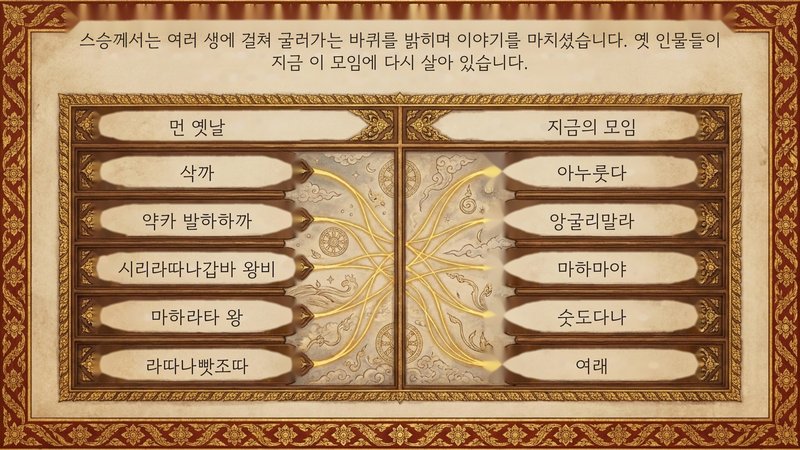 스승께서는 여러 생에 걸쳐 굴러가는 바퀴를 밝히며 이야기를 마치셨습니다. 옛 인물들이
지금 이 모임에 다시 살아 있습니다.
먼 옛날
지금의 모임
삭까
아누룻다
약카 발하하까
앙굴리말라
시리라따나갑바 왕비
마하마야
마하라타 왕
숫도다나
라따나빳조따
여래